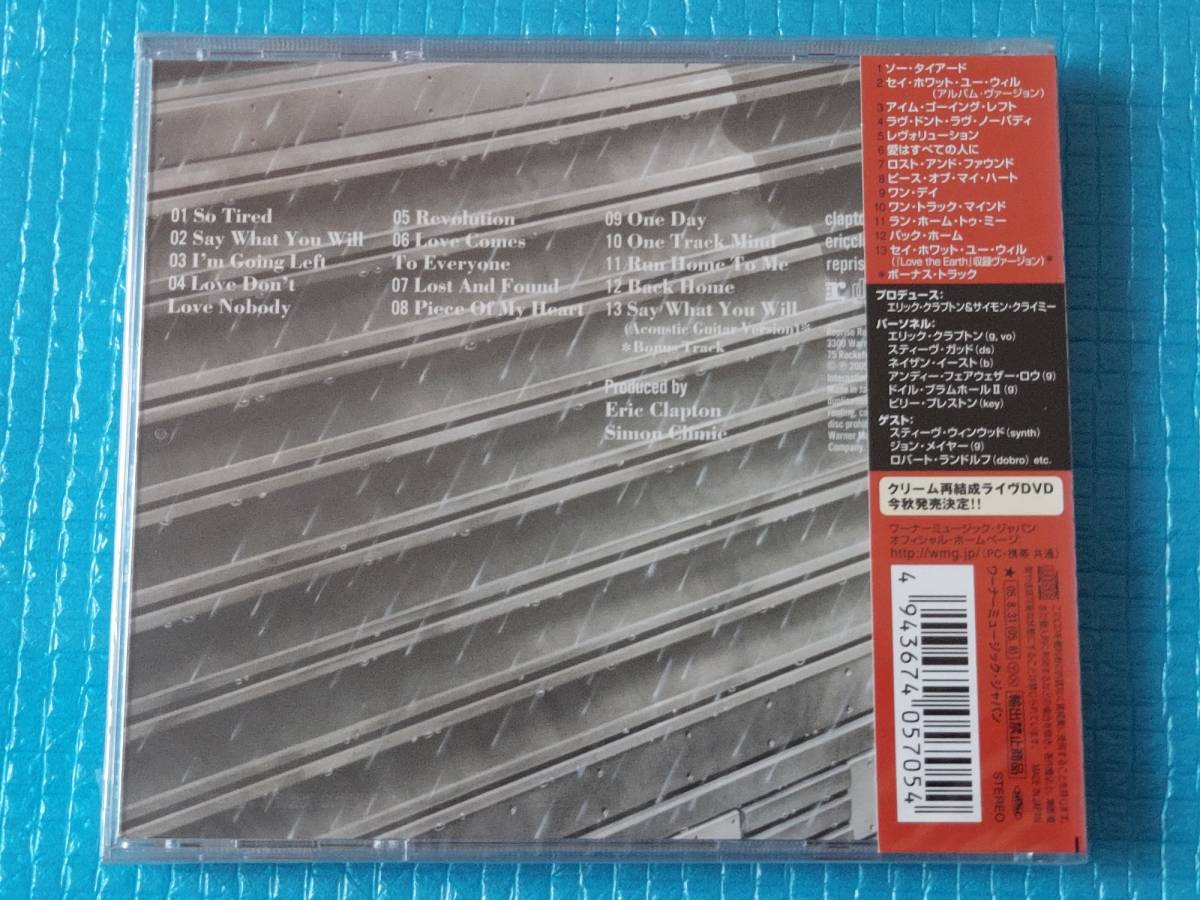 01 So Tired
02 Say What You Will
03 I'm Going Left
04 Love Don't
Love Nobody
05 Revolution
06 Love Comes
To Everyone
07 Lost And Found
08 Piece Of My Heart
09 One Day
10 One Track Mind
11 Run Home To Me
12 Back Home
13 Say What You Will
(Acoustic Guitar Version)*
*Bonus Track
Produced by
Eric Clapton
Simon Climie
1 ソー・タイアード
2 セイ・ホワット・ユー・ウィル
(アルバム・ヴァージョン)
3 アイム・ゴーイング・レフト
4 ラヴ・ドント・ラヴ・ノーバディ
5 レヴォリューション
6 愛はすべての人に
7 ロスト・アンド・ファウンド
8 ピース・オブ・マイ・ハート
9 ワン・デイ
10 ワン・トラック・マインド
11 ラン・ホーム・トゥ・ミー
12 バック・ホーム
13 セイ・ホワット・ユー・ウィル
(「Love the Earth」収録ヴァージョン)*
*ボーナス・トラック
プロデュース:
エリック・クラプトン&サイモン・クライミー
パーソネル:
エリック・クラプトン(g, vo)
スティーヴ・ガッド(ds)
ネイザン・イースト(b)
アンディー・フェアウェザー・ロウ(g)
ドイル・ブラムホールⅡ(g)
ビリー・プレストン(key)
ゲスト:
スティーヴ・ウィンウッド(synth)
ジョン・メイヤー(g)
ロバート・ランドルフ(dobro) etc.
クリーム再結成ライヴDVD
今秋発売決定!!
ワーナーミュージック・ジャパン
オフィシャル・ホームページ:
http://wmg.jp/(PC・携帯 共通)
4943674057054
★
ワーナーミュージック・ジャパン
輸出禁止商品
STEREO
MADE IN JAPAN